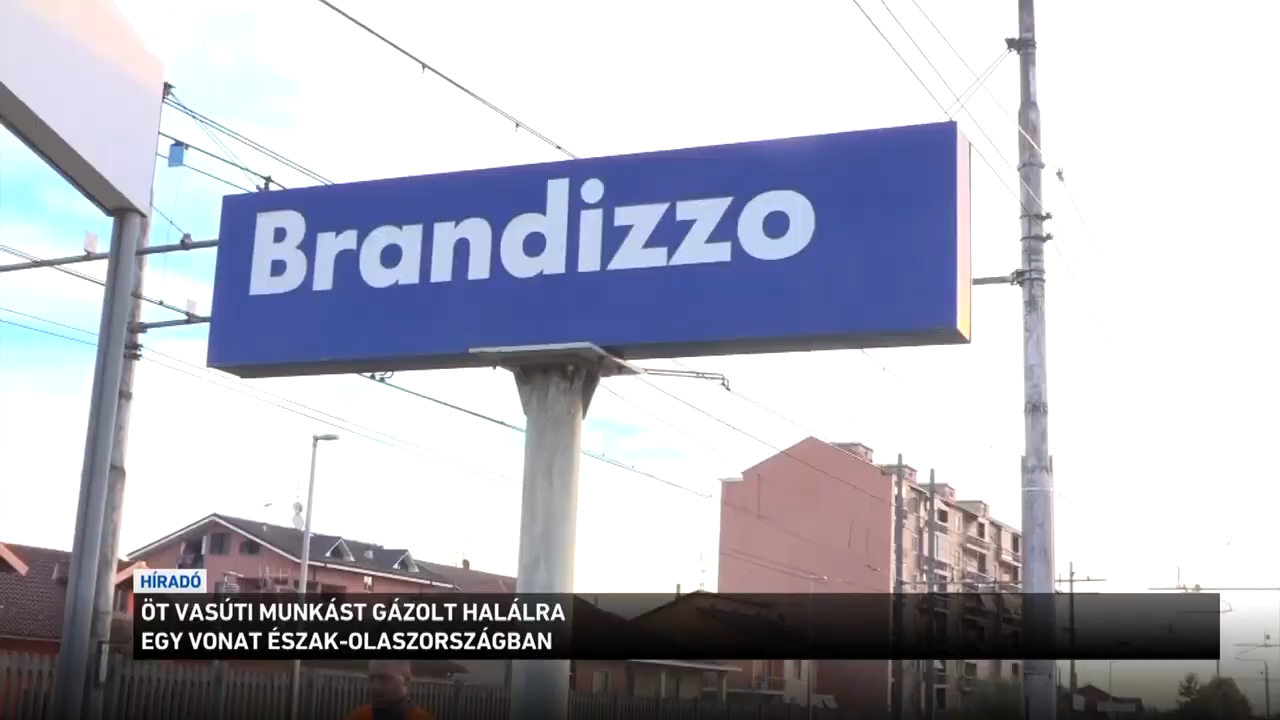 Brandizzo
HÍRADÓ
ÖT VASÚTI MUNKÁST GÁZOLT HALÁLRA
EGY VONAT ÉSZAK-OLASZORSZÁGBAN